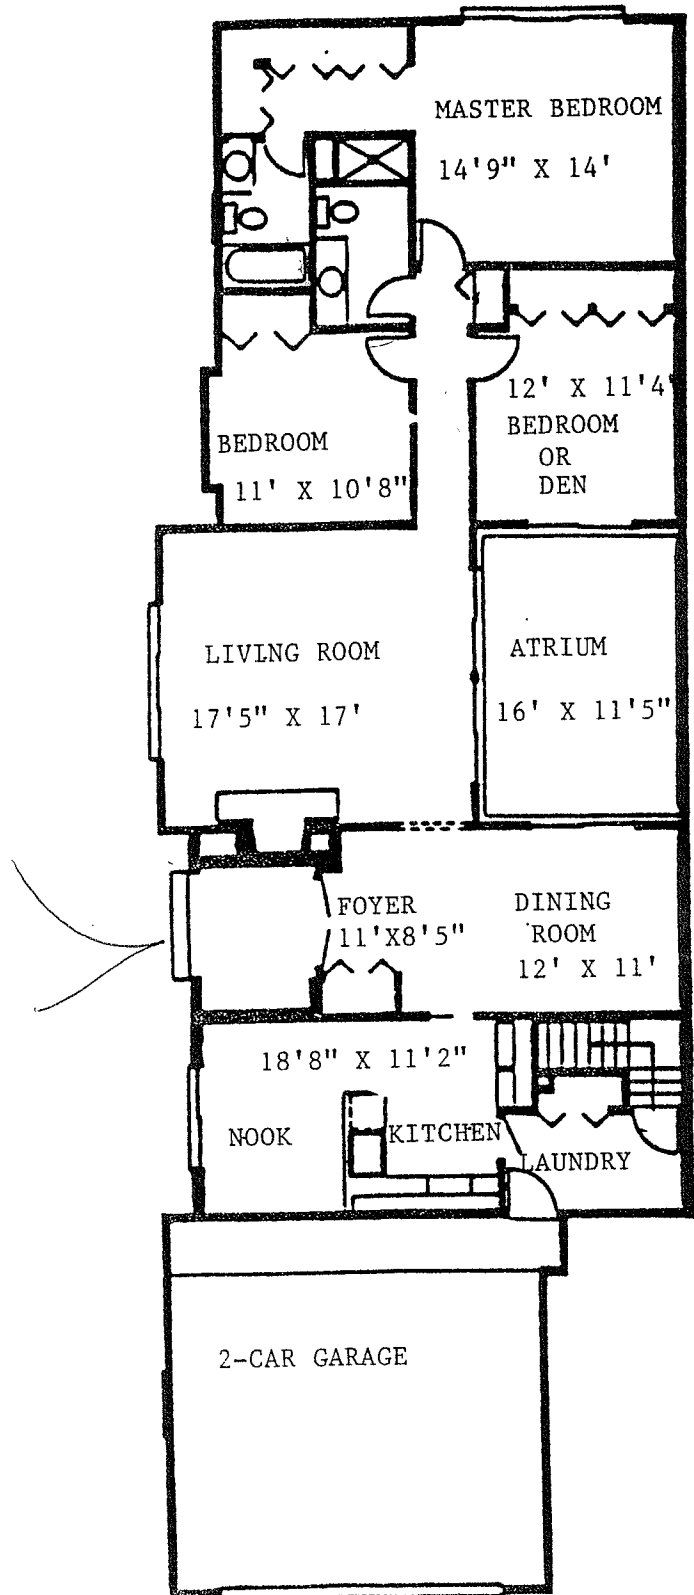 MASTER BEDROOM
14'9" X 14'
12' X 11'4'
BEDROOM
OR
DEN
BEDROOM
11' X 10'8"
LIVING ROOM
17'5" X 17'
ATRIUM
16' X 11'5"
FOYER
11'X8'5"
DINING
ROOM
12' X 11'
18'8" X 11'2"
NOOK
KITCHEN
LAUNDRY
2-CAR GARAGE